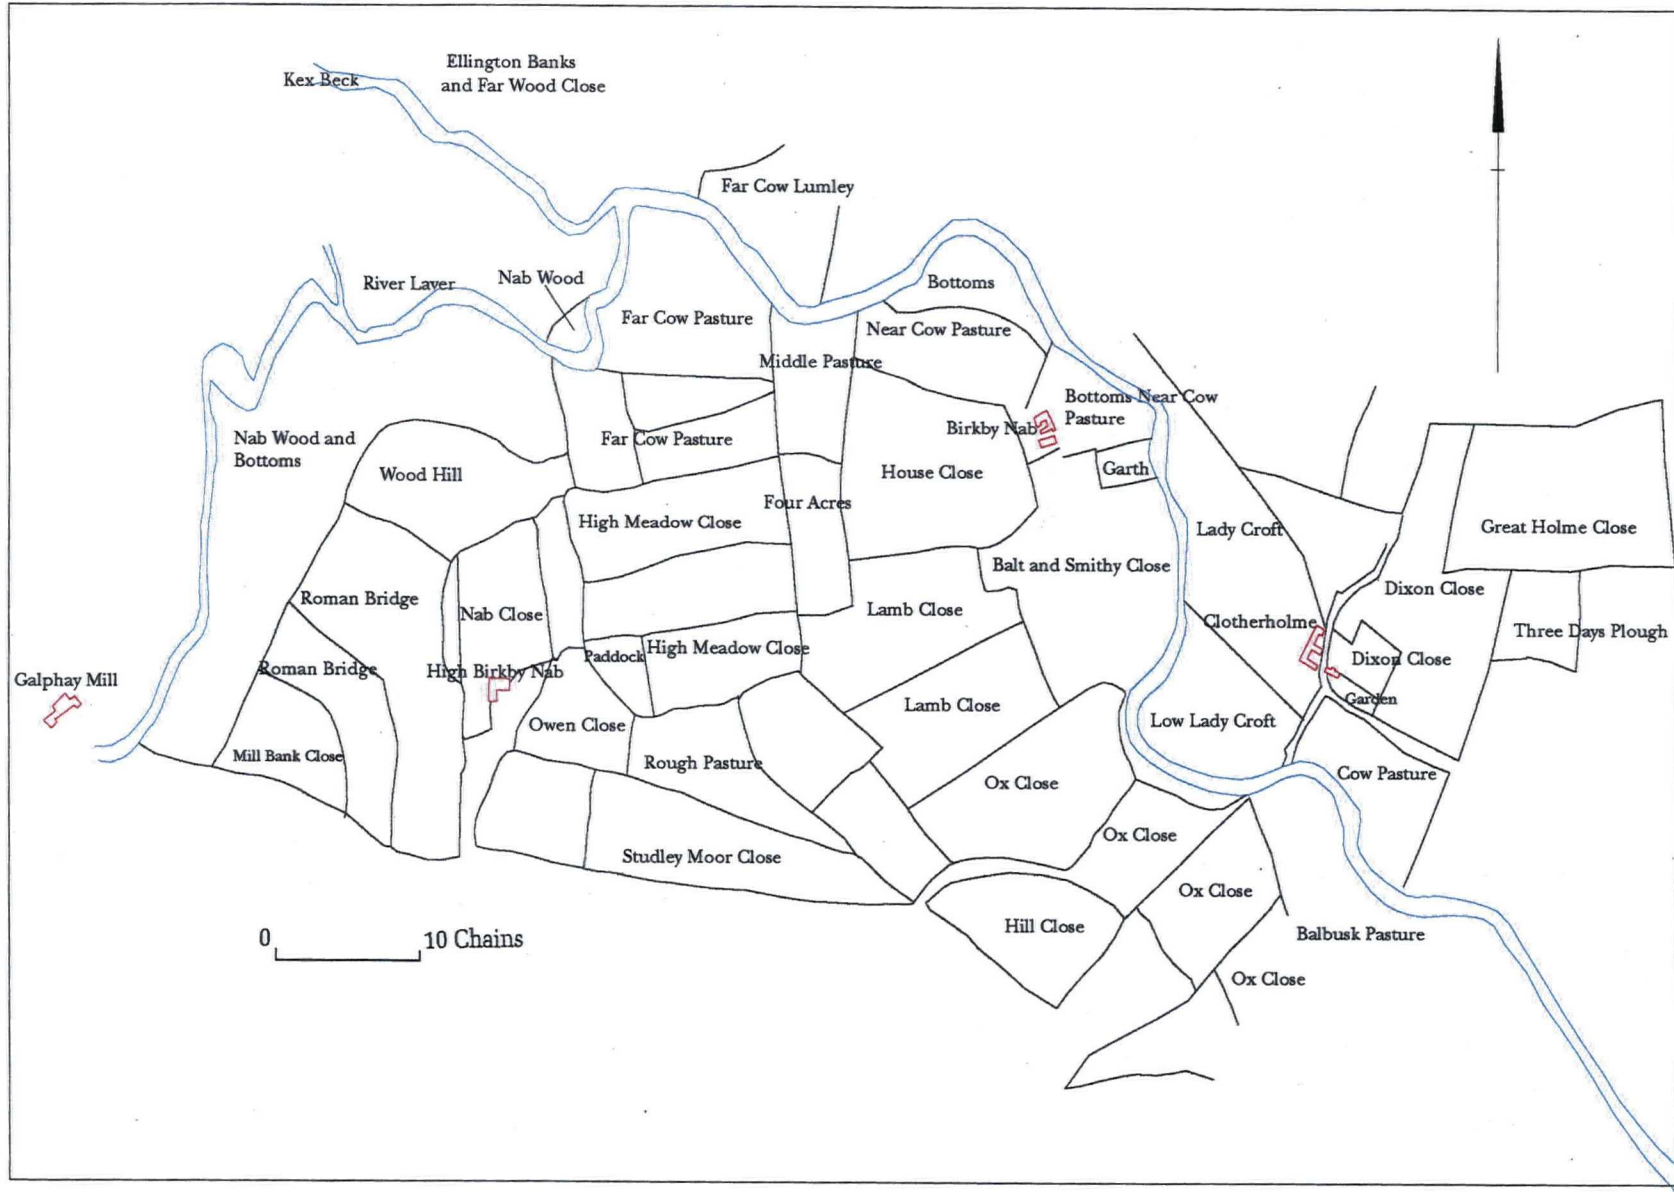 Ellington Banks
and Far Wood Close
Kex Beck
Far Cow Lumley
River Laver
Nab Wood
Bottoms
Far Cow Pasture
Near Cow Pasture
Middle Pasture
Bottoms Near Cow
Pasture
Birkby Nab
Nab Wood and
Bottoms
Far Cow Pasture
Wood Hill
House Close
Garth
Four Acres
High Meadow Close
Lady Croft
Great Holme Close
Balt and Smithy Close
Dixon Close
Roman Bridge
Nab Close
Lamb Close
Clotherholme
Three Days Plough
High Meadow Close
Paddock
Dixon Close
Roman Bridge
High Birkby Nab
Galphay Mill
Garden
Lamb Close
Low Lady Croft
Owen Close
Mill Bank Close
Rough Pasture
Cow Pasture
Ox Close
Ox Close
Studley Moor Close
Ox Close
Hill Close
Balbusk Pasture
0 10 Chains
Ox Close